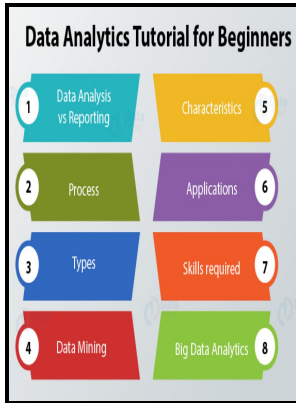 Data Analytics Tutorial for Beginners
1
Data Analysis
vs Reporting
2
Process
3
Types
4
Data Mining
Characteristics
5
Applications
6
Skills required
7
Big Data Analytics
8